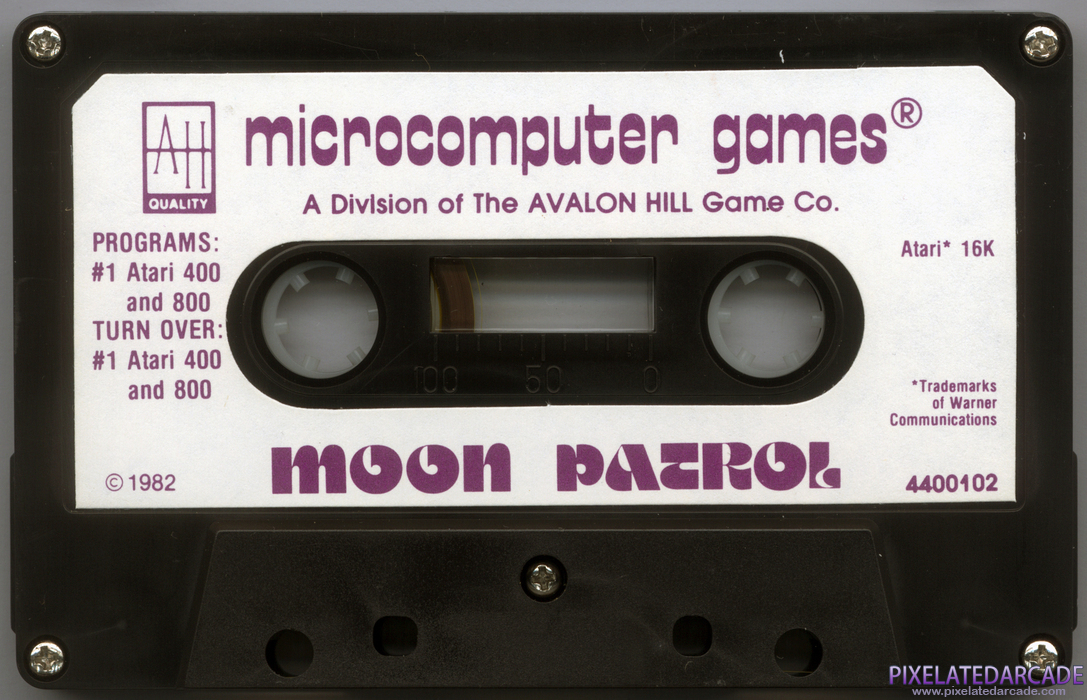 AH
QUALITY
microcomputer games®
A Division of The AVALON HILL Game Co.
PROGRAMS:
#1 Atari 400
and 800
TURN OVER:
#1 Atari 400
and 800
Atari* 16K
100 50 0
*Trademarks
of Warner
Communications
MOON PATROL
© 1982
4400102
PIXELATEDARCADE
www.pixelatedarcade.com